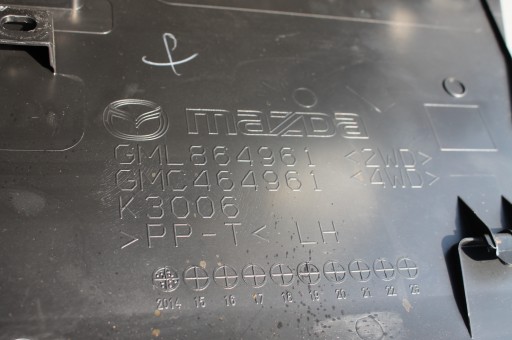 mazda
GML864961 <2WD>
GMC464961 <4WD>
K3006
>PP-T< LH
2014 15 16 17 18 19 20 21 22 23